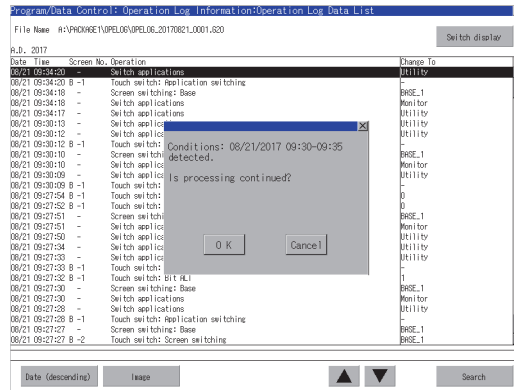 Program/Data Control: Operation Log Information:Operation Log Data List
File Name A:\PACKAGE1\OPEL06\OPEL06_20170821_0001.G20
Switch display
A.D. 2017
Date Time Screen No. Operation Change To
08/21 09:34:20 - Switch applications Utility
08/21 09:34:20 B -1 Touch switch: Application switching -
08/21 09:34:18 - Screen switching: Base BASE_1
08/21 09:34:18 - Switch applications Monitor
08/21 09:34:17 - Switch applications Utility
08/21 09:30:13 - Switch applica Utility
08/21 09:30:12 - Switch applica Utility
08/21 09:30:12 B -1 Touch switch: -
08/21 09:30:10 - Screen switchi BASE_1
08/21 09:30:10 - Switch applica Monitor
08/21 09:30:09 - Switch applica Utility
08/21 09:30:09 B -1 Touch switch: -
08/21 09:27:54 B -1 Touch switch: 0
08/21 09:27:52 B -1 Touch switch: 0
08/21 09:27:51 - Screen switchi BASE_1
08/21 09:27:51 - Switch applica Monitor
08/21 09:27:50 - Switch applica Utility
08/21 09:27:34 - Switch applica Utility
08/21 09:27:33 - Switch applica Utility
08/21 09:27:33 B -1 Touch switch: -
08/21 09:27:32 B -1 Touch switch: Bit ALT 1
08/21 09:27:30 - Screen switching: Base BASE_1
08/21 09:27:30 - Switch applications Monitor
08/21 09:27:28 - Switch applications Utility
08/21 09:27:28 B -1 Touch switch: Application switching -
08/21 09:27:27 - Screen switching: Base BASE_1
08/21 09:27:27 B -2 Touch switch: Screen switching BASE_1
Conditions: 08/21/2017 09:30-09:35
detected.
Is processing continued?
OK Cancel
Date (descending) Image ▲ ▼ Search